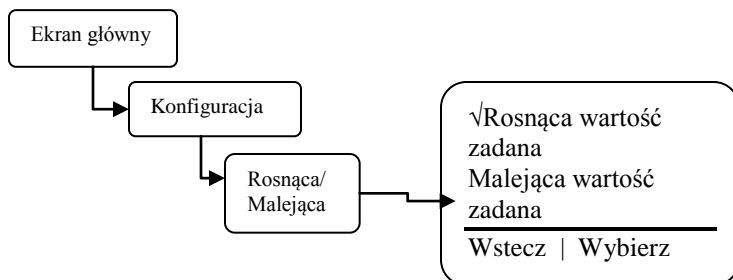 Ekran główny
Konfiguracja
Rosnąca/
Malejąca
√Rosnąca wartość
zadana
Malejąca wartość
zadana
Wstecz | Wybierz